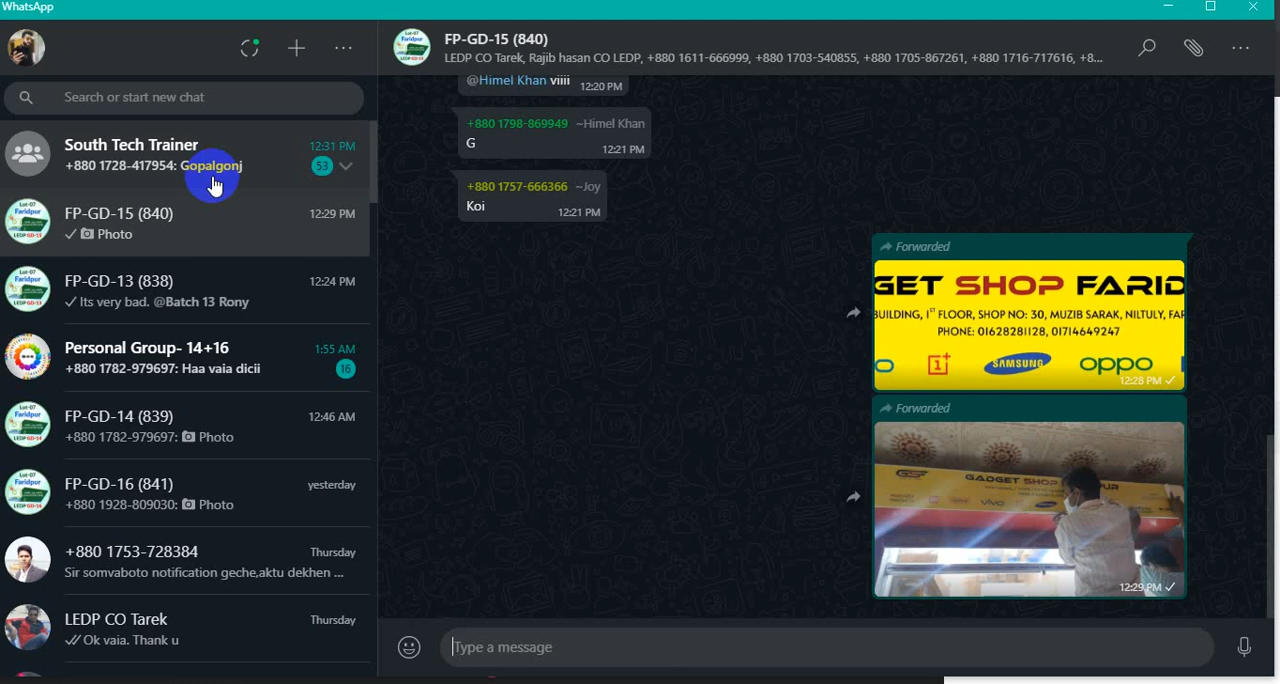 WhatsApp
Search or start new chat
South Tech Trainer
12:31 PM
+880 1728-417954: Gopalgonj
53
FP-GD-15 (840)
12:29 PM
Photo
FP-GD-13 (838)
12:24 PM
Its very bad. @Batch 13 Rony
Personal Group- 14+16
1:55 AM
+880 1782-979697: Haa vaia dicii
16
FP-GD-14 (839)
12:46 AM
+880 1782-979697: Photo
FP-GD-16 (841)
yesterday
+880 1928-809030: Photo
+880 1753-728384
Thursday
Sir somvaboto notification geche,aktu dekhen ...
LEDP CO Tarek
Thursday
Ok vaia. Thank u
FP-GD-15 (840)
LEDP CO Tarek, Rajib hasan CO LEDP, +880 1611-666999, +880 1703-540855, +880 1705-867261, +880 1716-717616, +8...
@Himel Khan viiii
12:20 PM
+880 1798-869949 ~Himel Khan
G
12:21 PM
+880 1757-666366 ~Joy
Koi
12:21 PM
Forwarded
GET SHOP FARID
BUILDING, 1ST FLOOR, SHOP NO: 30, MUZIB SARAK, NILTULY, FAR
PHONE: 01628281128, 01714649247
SAMSUNG
oppo
12:28 PM
Forwarded
GADGET SHOP
vivo
12:29 PM
Type a message